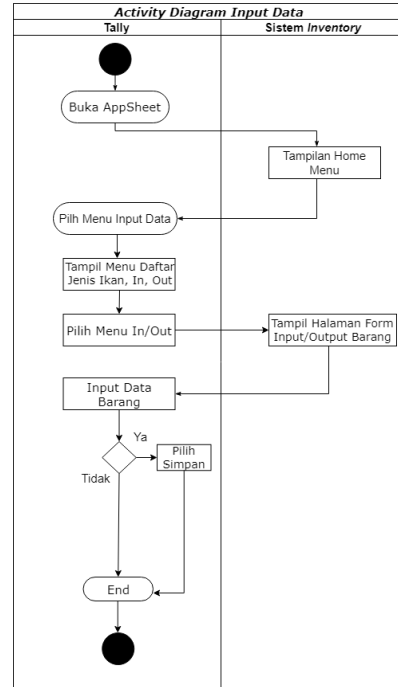 Activity Diagram Input Data
Tally
Sistem Inventory
Buka AppSheet
Tampilan Home
Menu
Pilh Menu Input Data
Tampil Menu Daftar
Jenis Ikan, In, Out
Pilih Menu In/Out
Tampil Halaman Form
Input/Output Barang
Input Data
Barang
Ya
Pilih
Simpan
Tidak
End